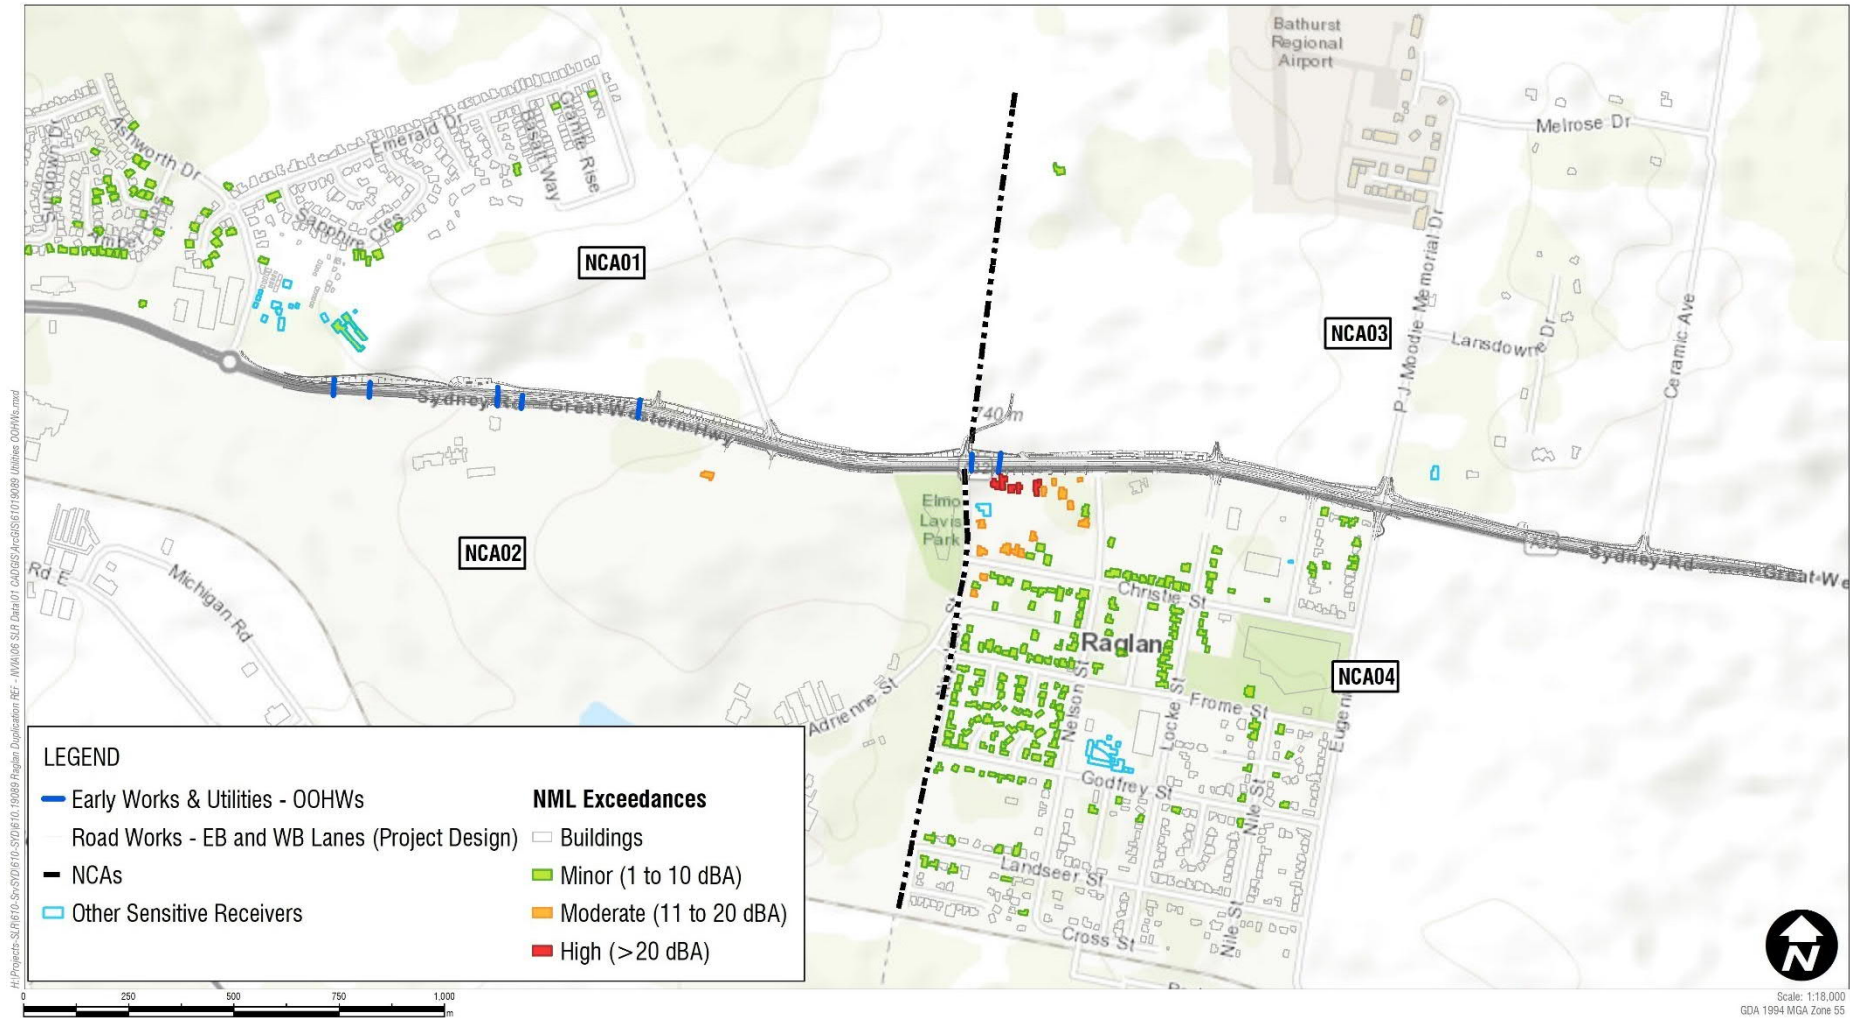 Bathurst
Regional
Airport
Melrose Dr
Ashworth Dr
Emerald Dr
Granite Rise
Basalt Way
Sapphire Cres
NCA01
NCA03
P J Moodie Memorial Dr
Lansdowne Dr
Ceramic Ave
Sydney Rd
Great Western Hwy
740 m
A32
Sydney Rd
Great We
Elmo
Lavis
Park
NCA02
Rd E
Michigan Rd
Adrienne St
Christie St
Raglan
NCA04
Frome St
Nelson St
Locke St
Eugen
Godfrey St
Nile St
Landseer St
Nile St
Cross St
LEGEND
Early Works & Utilities - OOHWs
Road Works - EB and WB Lanes (Project Design)
NCAs
Other Sensitive Receivers
NML Exceedances
Buildings
Minor (1 to 10 dBA)
Moderate (11 to 20 dBA)
High (>20 dBA)
N
0 250 500 750 1,000
m
Scale: 1:18,000
GDA 1994 MGA Zone 55